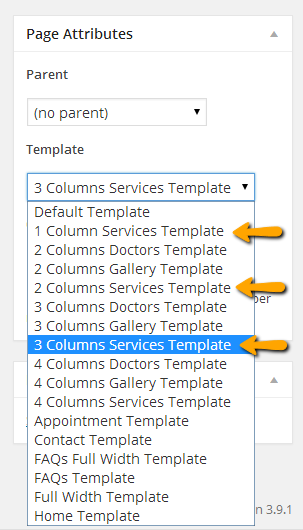 Page Attributes
Parent
(no parent)
Template
3 Columns Services Template
Default Template
1 Column Services Template
2 Columns Doctors Template
2 Columns Gallery Template
2 Columns Services Template
3 Columns Doctors Template
3 Columns Gallery Template
3 Columns Services Template
4 Columns Doctors Template
4 Columns Gallery Template
4 Columns Services Template
Appointment Template
Contact Template
FAQs Full Width Template
FAQs Template
Full Width Template
Home Template
3.9.1